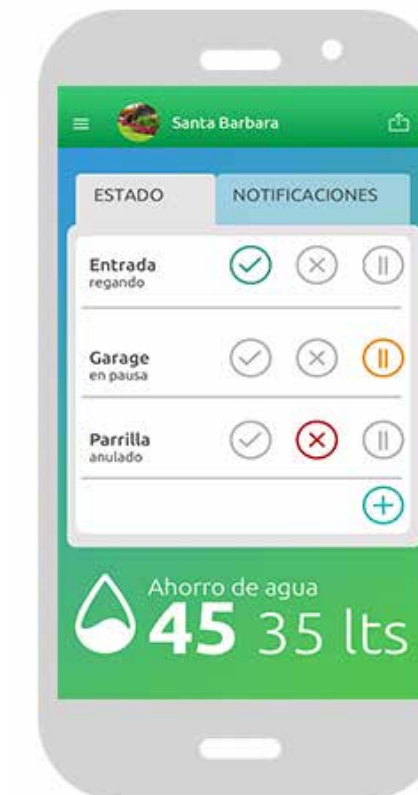 Santa Barbara
ESTADO
NOTIFICACIONES
Entrada
regando
Garage
en pausa
Parrilla
anulado
Ahorro de agua
45 35 lts